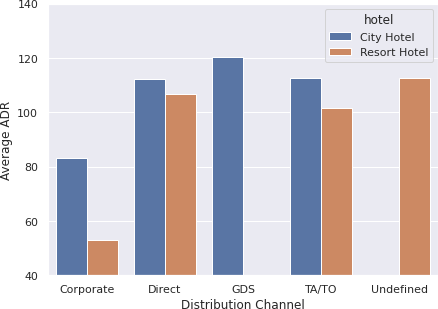 140
120
100
80
60
40
Average ADR
hotel
City Hotel
Resort Hotel
Corporate Direct GDS TA/TO Undefined
Distribution Channel